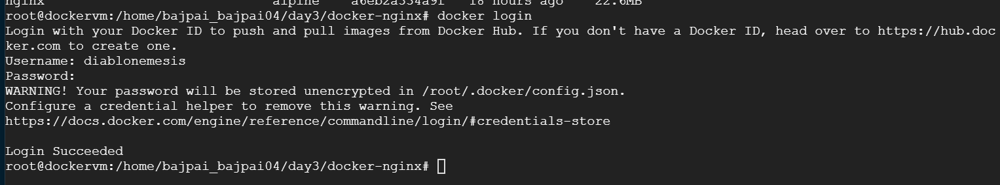 nginx alpine a6eb2a334a9f 18 hours ago 22.6MB
root@dockervm:/home/bajpai_bajpai04/day3/docker-nginx# docker login
Login with your Docker ID to push and pull images from Docker Hub. If you don't have a Docker ID, head over to https://hub.doc
ker.com to create one.
Username: diablonemesis
Password:
WARNING! Your password will be stored unencrypted in /root/.docker/config.json.
Configure a credential helper to remove this warning. See
https://docs.docker.com/engine/reference/commandline/login/#credentials-store
Login Succeeded
root@dockervm:/home/bajpai_bajpai04/day3/docker-nginx#